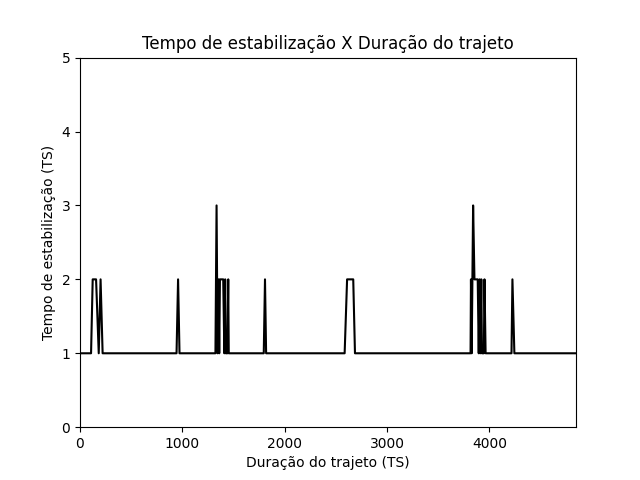 Tempo de estabilização X Duração do trajeto
5
4
3
2
1
0
Tempo de estabilização (TS)
0 1000 2000 3000 4000
Duração do trajeto (TS)